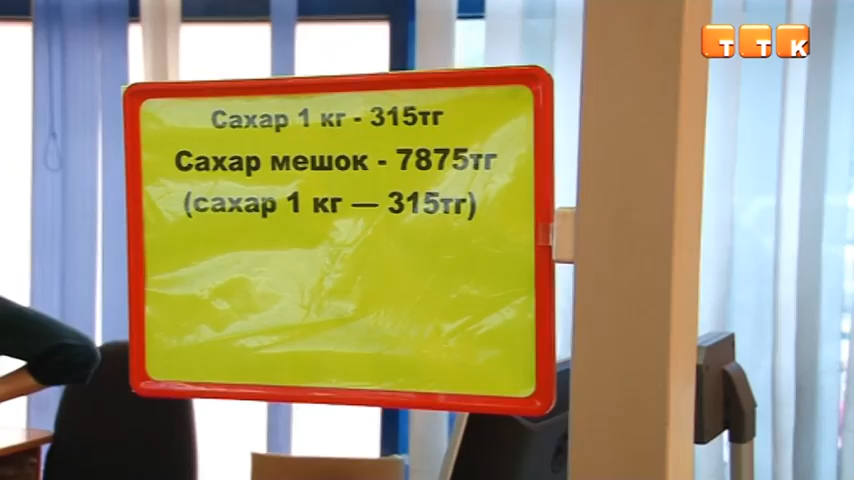 ТТК
Сахар 1 кг - 315тг
Сахар мешок - 7875тг
(сахар 1 кг — 315тг)